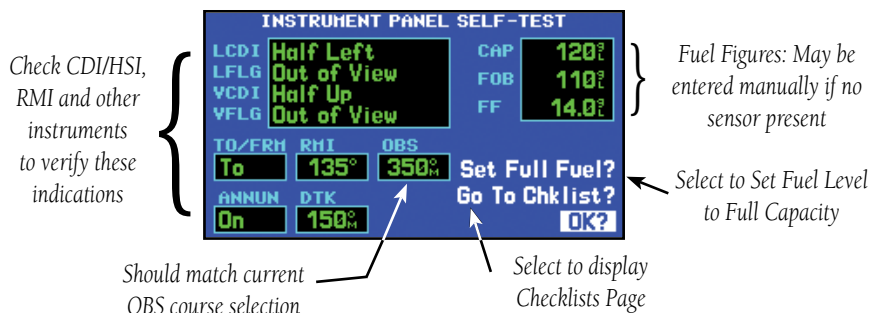 INSTRUMENT PANEL SELF-TEST
Check CDI/HSI,
RMI and other
instruments
to verify these
indications
LCDI Half Left
LFLG Out of View
VCDI Half Up
VFLG Out of View
CAP 120 gL
FOB 110 gL
FF 14.0 gL
Fuel Figures: May be
entered manually if no
sensor present
TO/FRM RMI OBS
To 135° 350°M
ANNUN DTK
On 150°M
Set Full Fuel?
Go To Chklist?
OK?
Select to Set Fuel Level
to Full Capacity
Should match current
OBS course selection
Select to display
Checklists Page